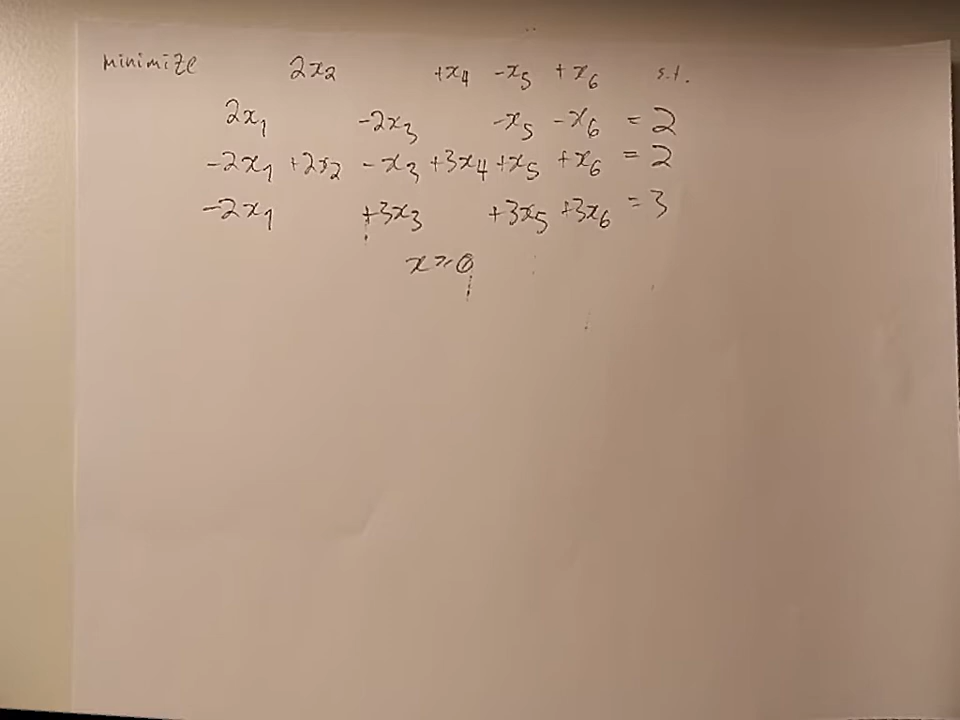 minimize 2x₂ +x₄ -x₅ +x₆ s.t.
2x₁ -2x₃ -x₅ -x₆ = 2
-2x₁ +2x₂ -x₃ +3x₄ +x₅ +x₆ = 2
-2x₁ +3x₃ +3x₅ +3x₆ = 3
x ≥ 0